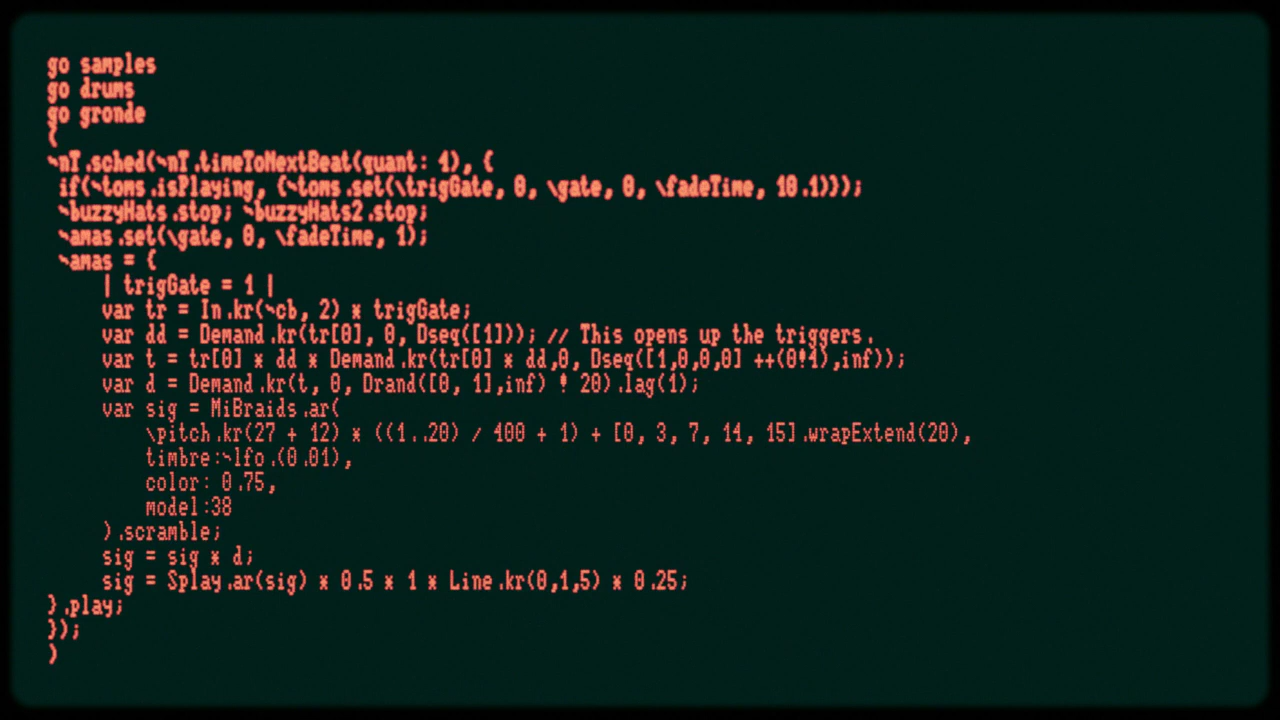 go samples
go drums
go gronde
(
~nT.sched(~nT.timeToNextBeat(quant: 4), {
if(~toms.isPlaying, {~toms.set(\trigGate, 0, \gate, 0, \fadeTime, 10.1)});
~buzzyHats.stop; ~buzzyHats2.stop;
~amas.set(\gate, 0, \fadeTime, 1);
~amas = {
| trigGate = 1 |
var tr = In.kr(~cb, 2) * trigGate;
var dd = Demand.kr(tr[0], 0, Dseq([1])); // This opens up the triggers.
var t = tr[0] * dd * Demand.kr(tr[0] * dd,0, Dseq([1,0,0,0] ++(0!4),inf));
var d = Demand.kr(t, 0, Drand([0, 1],inf) ! 20).lag(1);
var sig = MiBraids.ar(
\pitch.kr(27 + 12) * ((1..20) / 400 + 1) + [0, 3, 7, 14, 15].wrapExtend(20),
timbre:~lfo.(0.01),
color: 0.75,
model:38
).scramble;
sig = sig * d;
sig = Splay.ar(sig) * 0.5 * 1 * Line.kr(0,1,5) * 0.25;
}.play;
});
)